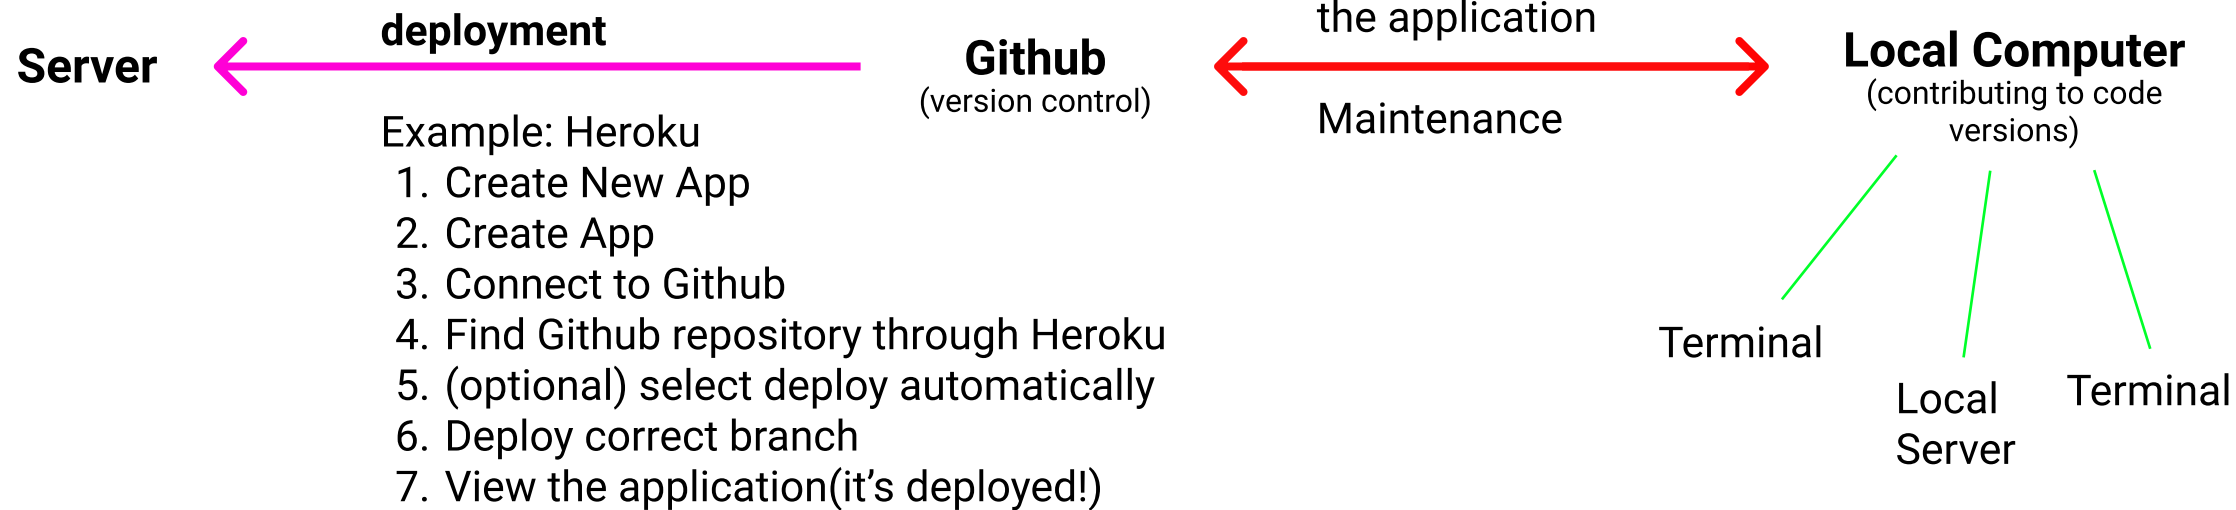 Server
deployment
Example: Heroku
1. Create New App
2. Create App
3. Connect to Github
4. Find Github repository through Heroku
5. (optional) select deploy automatically
6. Deploy correct branch
7. View the application(it’s deployed!)
Github
(version control)
the application
Maintenance
Local Computer
(contributing to code
versions)
Terminal
Local
Server
Terminal